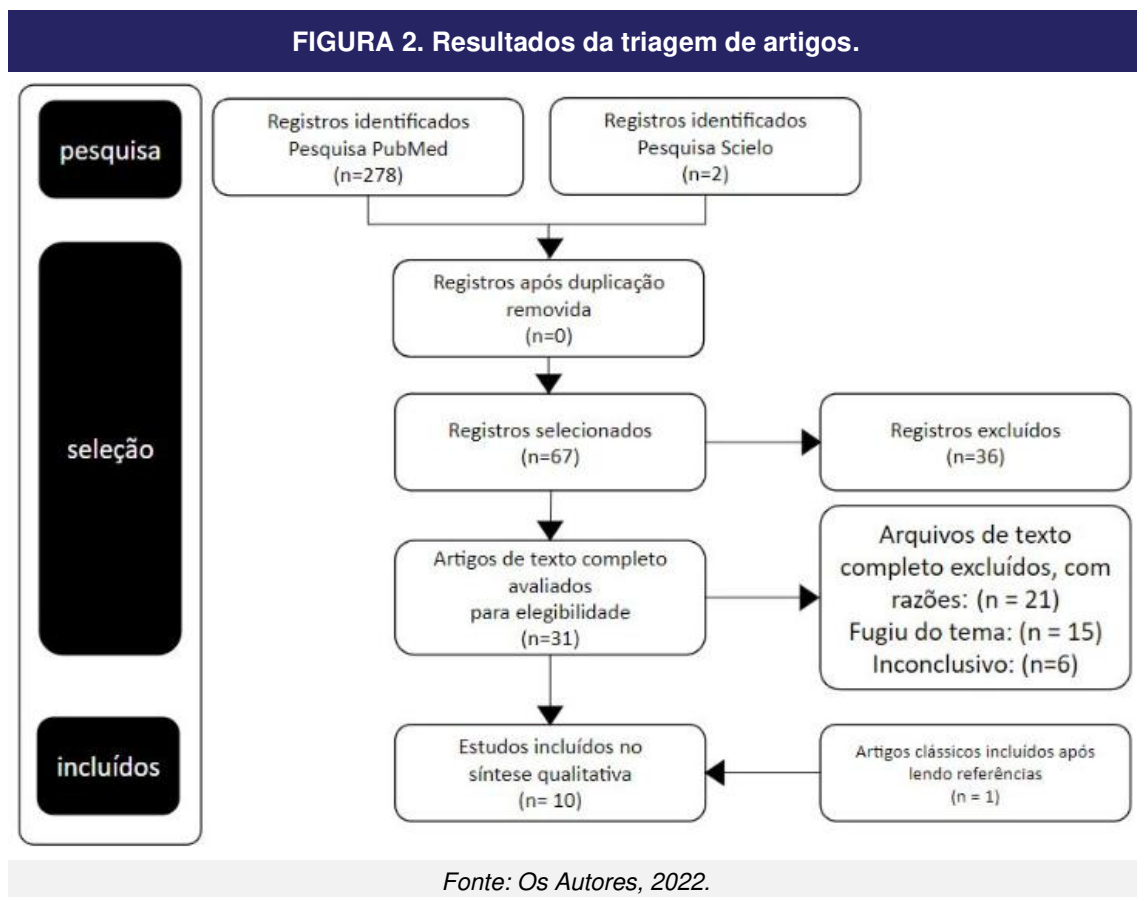 FIGURA 2. Resultados da triagem de artigos.
pesquisa
Registros identificados
Pesquisa PubMed
(n=278)
Registros identificados
Pesquisa Scielo
(n=2)
seleção
Registros após duplicação
removida
(n=0)
Registros selecionados
(n=67)
Registros excluídos
(n=36)
Artigos de texto completo
avaliados
para elegibilidade
(n=31)
Arquivos de texto
completo excluídos, com
razões: (n = 21)
Fugiu do tema: (n = 15)
Inconclusivo: (n=6)
incluídos
Estudos incluídos no
síntese qualitativa
(n= 10)
Artigos clássicos incluídos após
lendo referências
(n = 1)
Fonte: Os Autores, 2022.